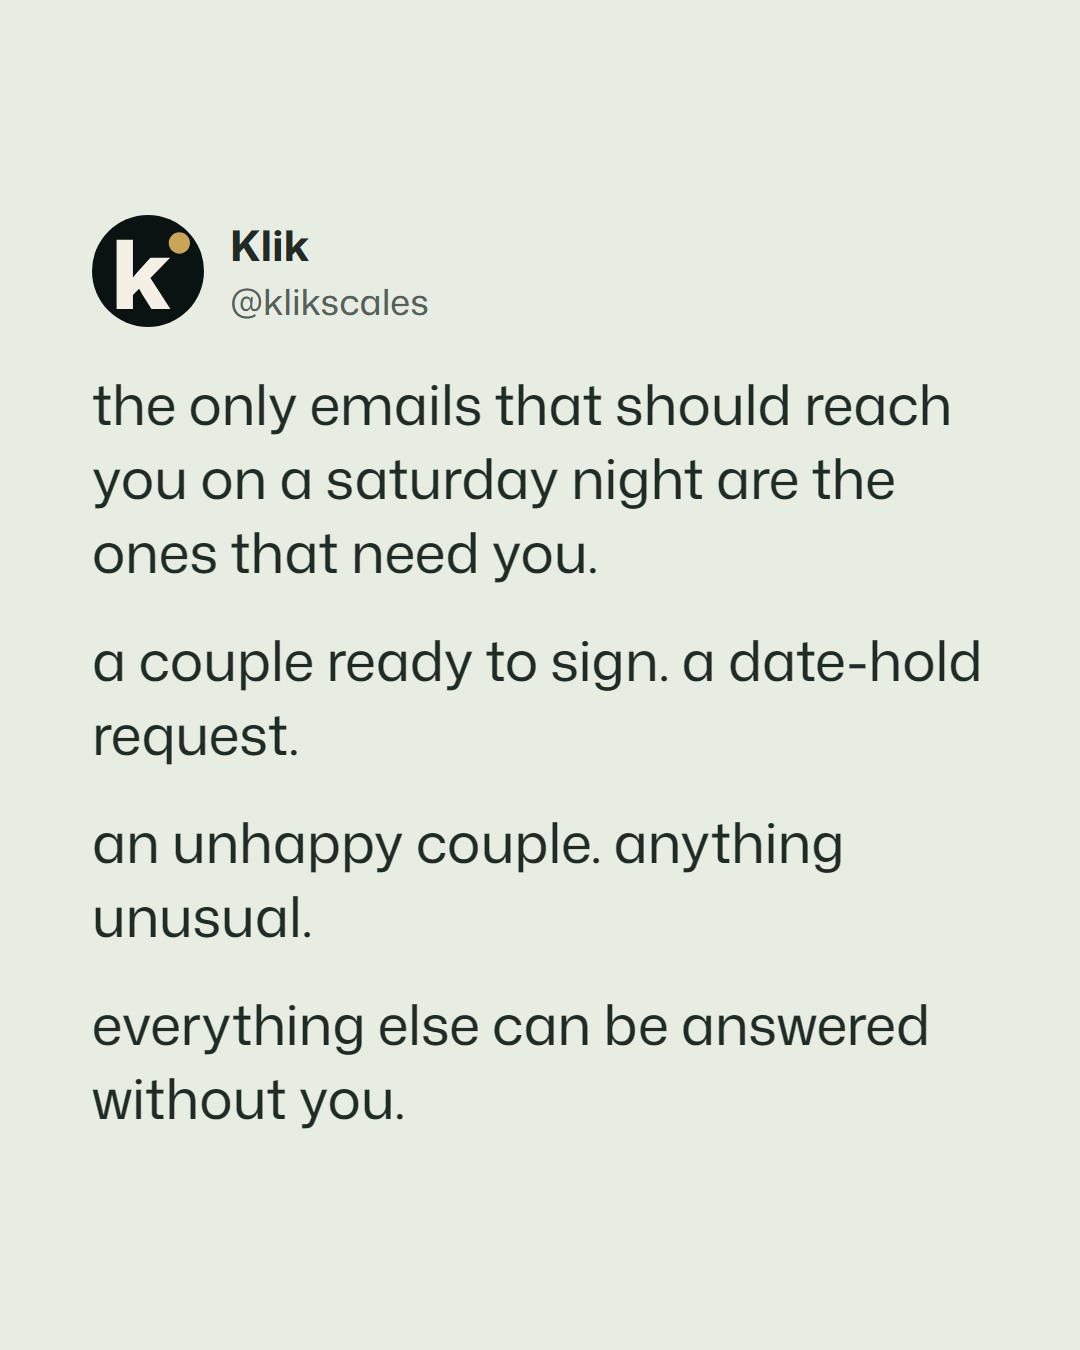 k
Klik
@klikscales
the only emails that should reach
you on a saturday night are the
ones that need you.
a couple ready to sign. a date-hold
request.
an unhappy couple. anything
unusual.
everything else can be answered
without you.